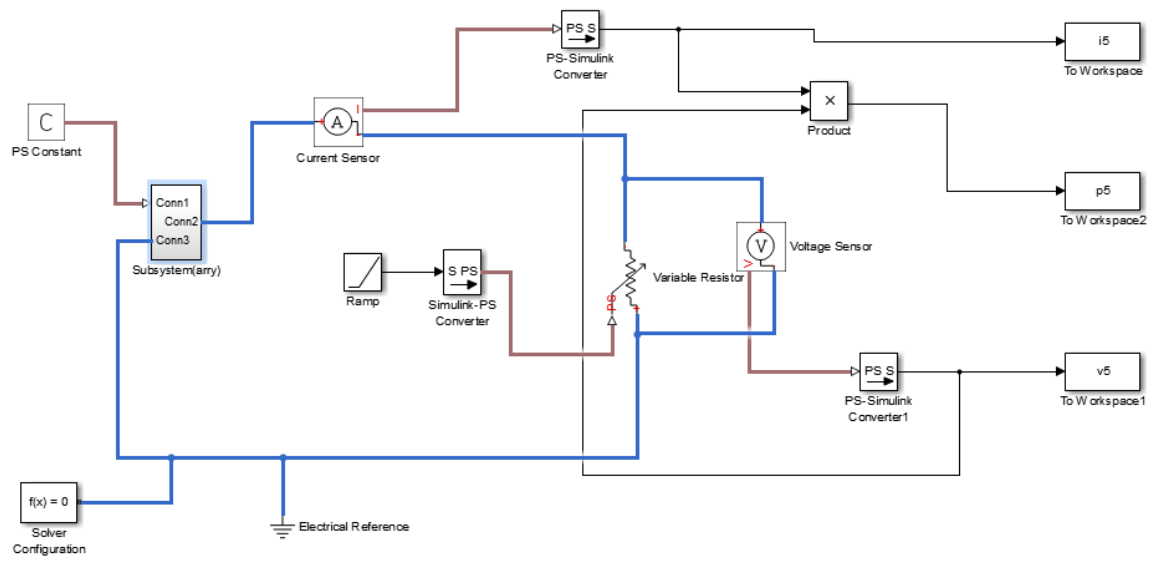 PS S
PS-Simulink
Converter
i5
To Workspace
×
Product
C
PS Constant
I
A
Current Sensor
p5
To Workspace2
Conn1
Conn2
Conn3
Subsystem(arry)
V
V
Voltage Sensor
Ramp
S PS
Simulink-PS
Converter
PS
Variable Resistor
PS S
PS-Simulink
Converter1
v5
To Workspace1
f(x) = 0
Solver
Configuration
Electrical Reference